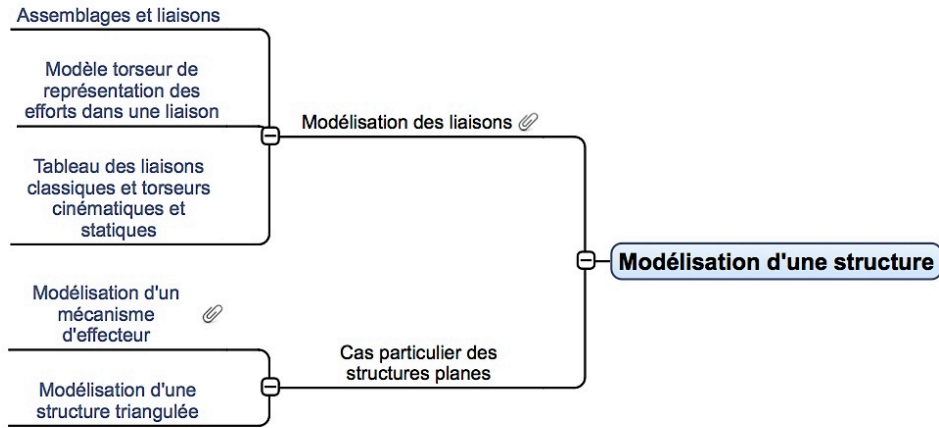 Assemblages et liaisons
Modèle torseur de
représentation des
efforts dans une liaison
Tableau des liaisons
classiques et torseurs
cinématiques et
statiques
Modélisation des liaisons
Modélisation d'un
mécanisme
d'effecteur
Modélisation d'une
structure triangulée
Cas particulier des
structures planes
Modélisation d'une structure